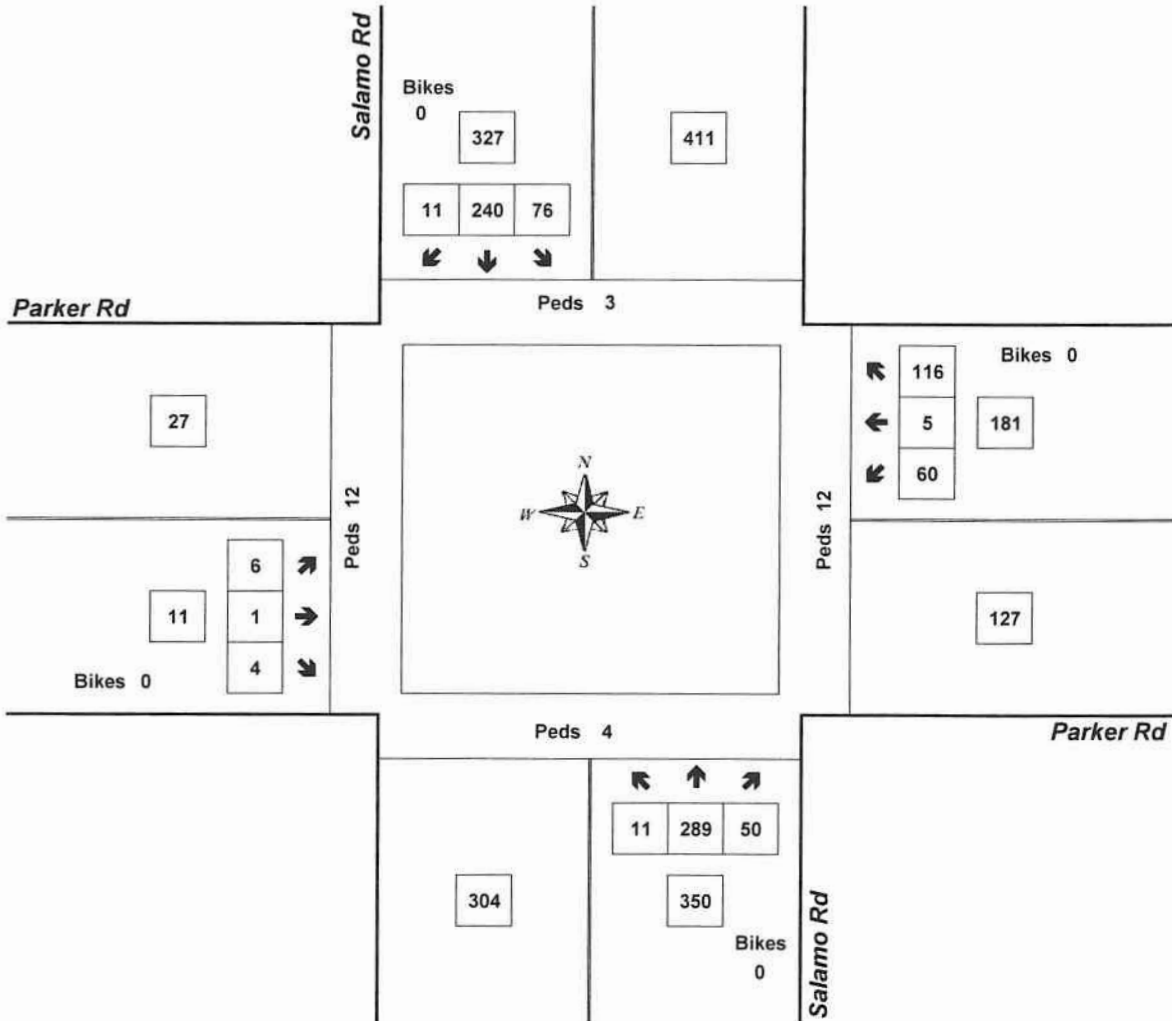 Salamo Rd
Bikes
0
327
411
11 240 76
Peds 3
Parker Rd
Bikes 0
116
27
5
181
60
N
W E
S
Peds 12
Peds 12
6
11
1
127
4
Bikes 0
Peds 4
Parker Rd
11 289 50
304
350
Bikes
0
Salamo Rd